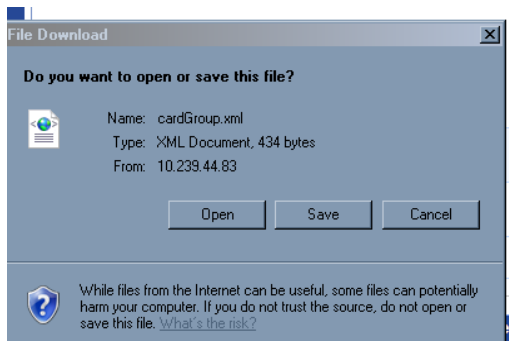 File Download
Do you want to open or save this file?
Name: cardGroup.xml
Type: XML Document, 434 bytes
From: 10.239.44.83
Open Save Cancel
While files from the Internet can be useful, some files can potentially
harm your computer. If you do not trust the source, do not open or
save this file. What's the risk?